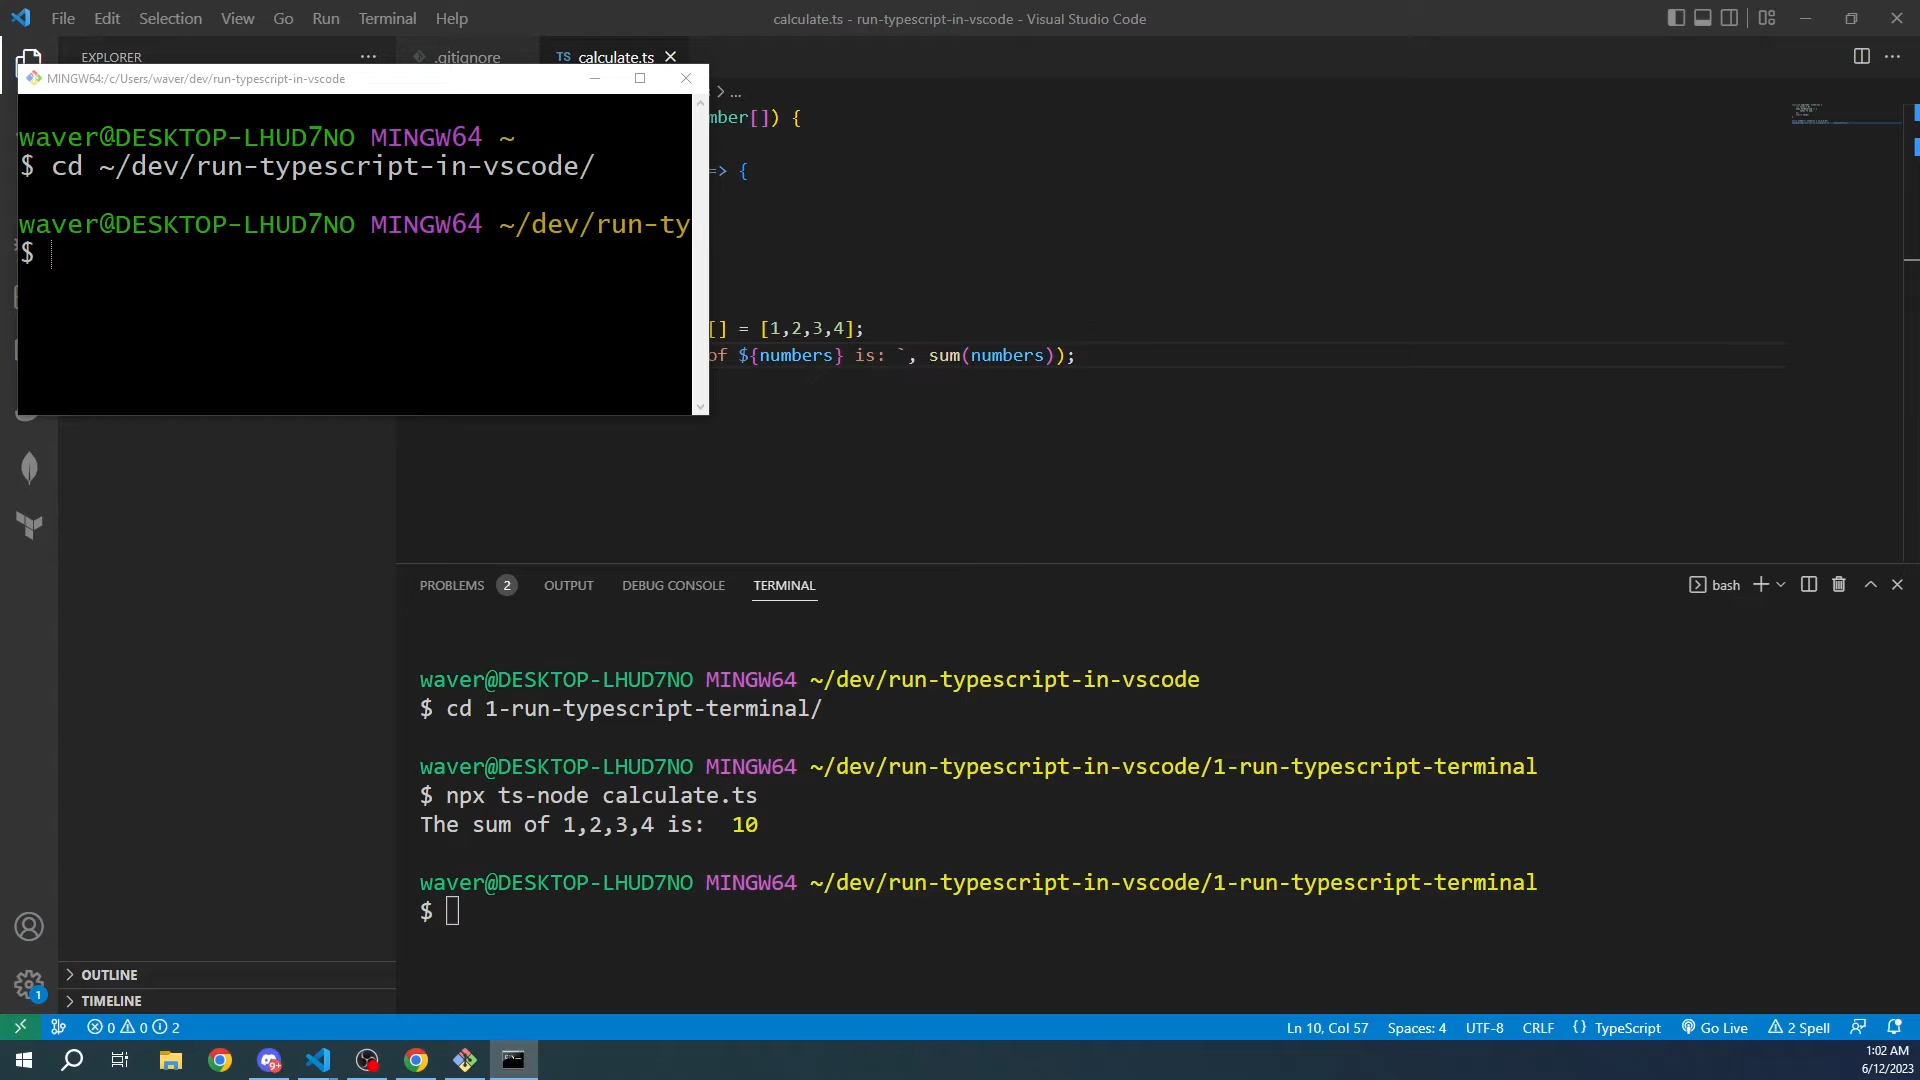 File Edit Selection View Go Run Terminal Help
calculate.ts - run-typescript-in-vscode - Visual Studio Code
EXPLORER
.gitignore
TS calculate.ts
MINGW64:/c/Users/waver/dev/run-typescript-in-vscode
waver@DESKTOP-LHUD7NO MINGW64 ~
$ cd ~/dev/run-typescript-in-vscode/
waver@DESKTOP-LHUD7NO MINGW64 ~/dev/run-ty
$
> ...
mber[]) {
=> {
[] = [1,2,3,4];
of ${numbers} is: `, sum(numbers));
PROBLEMS 2 OUTPUT DEBUG CONSOLE TERMINAL
bash
waver@DESKTOP-LHUD7NO MINGW64 ~/dev/run-typescript-in-vscode
$ cd 1-run-typescript-terminal/
waver@DESKTOP-LHUD7NO MINGW64 ~/dev/run-typescript-in-vscode/1-run-typescript-terminal
$ npx ts-node calculate.ts
The sum of 1,2,3,4 is:  10
waver@DESKTOP-LHUD7NO MINGW64 ~/dev/run-typescript-in-vscode/1-run-typescript-terminal
$
1
OUTLINE
TIMELINE
0 0 2
Ln 10, Col 57 Spaces: 4 UTF-8 CRLF {} TypeScript Go Live 2 Spell
9+
1:02 AM
6/12/2023